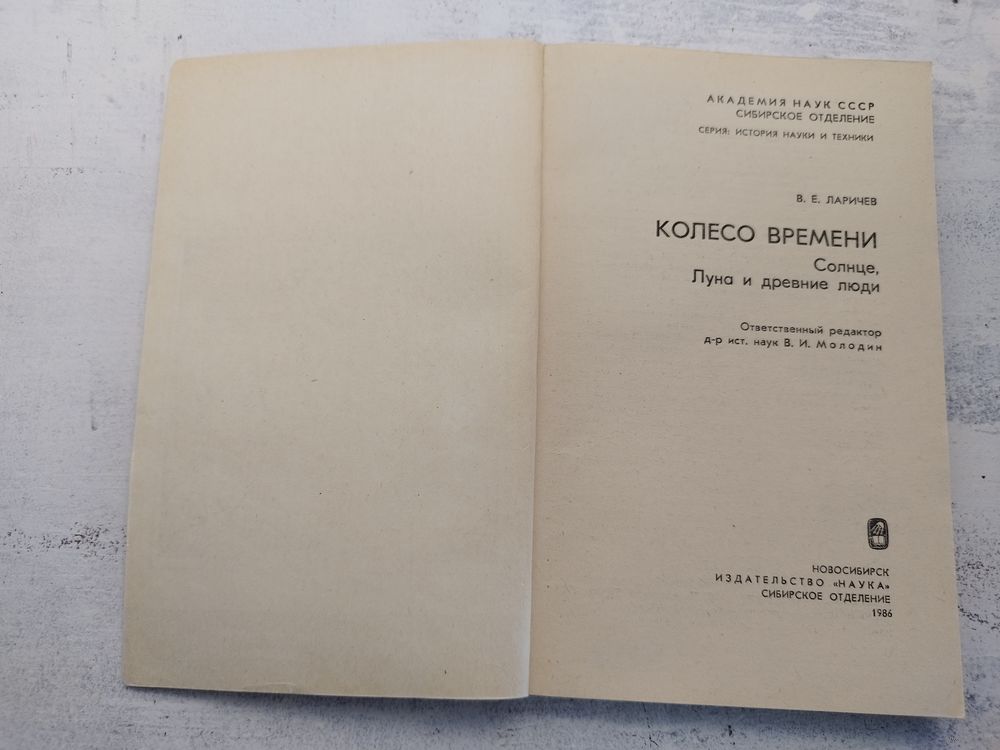 АКАДЕМИЯ НАУК СССР
СИБИРСКОЕ ОТДЕЛЕНИЕ
СЕРИЯ: ИСТОРИЯ НАУКИ И ТЕХНИКИ
В. Е. ЛАРИЧЕВ
КОЛЕСО ВРЕМЕНИ
Солнце,
Луна и древние люди
Ответственный редактор
д-р ист. наук В. И. Молодин
НОВОСИБИРСК
ИЗДАТЕЛЬСТВО «НАУКА»
СИБИРСКОЕ ОТДЕЛЕНИЕ
1986